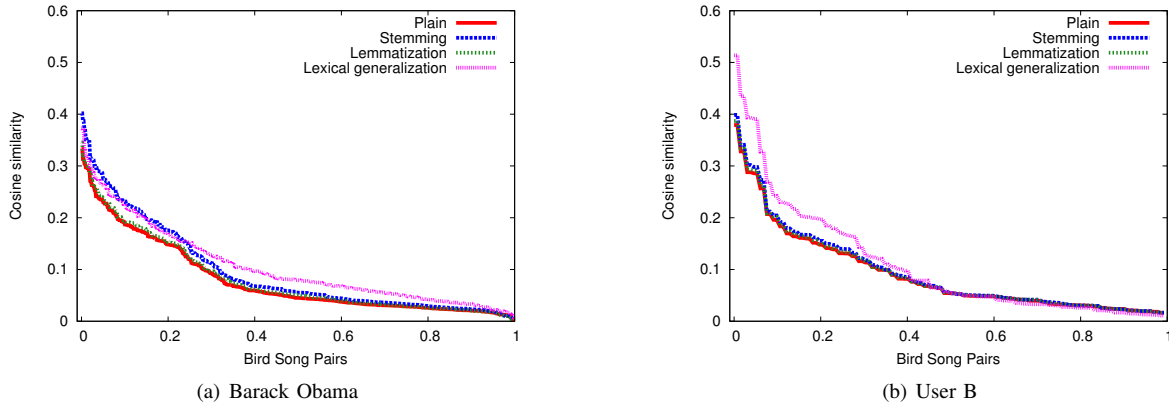 0.6
0.5
0.4
0.3
0.2
0.1
0
0 0.2 0.4 0.6 0.8 1
Cosine similarity
Bird Song Pairs
Plain
Stemming
Lemmatization
Lexical generalization
(a) Barack Obama
0.6
0.5
0.4
0.3
0.2
0.1
0
0 0.2 0.4 0.6 0.8 1
Cosine similarity
Bird Song Pairs
Plain
Stemming
Lemmatization
Lexical generalization
(b) User B